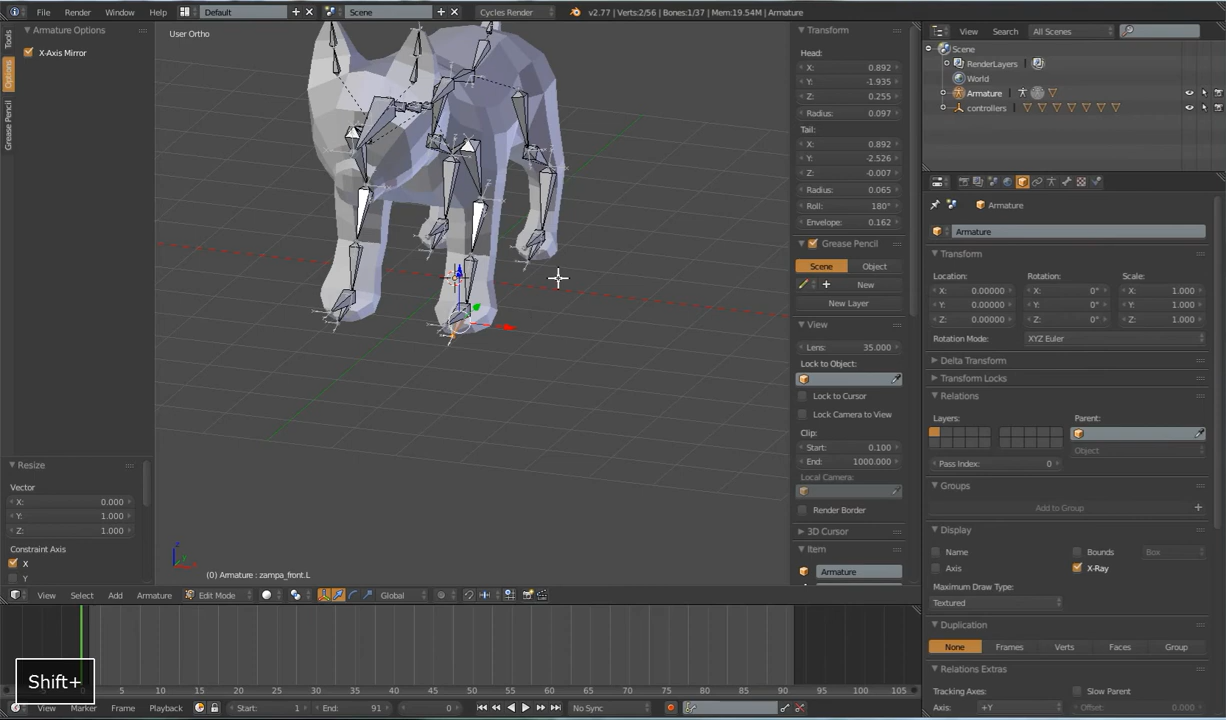 File Render Window Help Default Scene Cycles Render v2.77 | Verts:2/56 | Bones:1/37 | Mem:19.54M | Armature
Tools
Options
Grease Pencil
Armature Options
X-Axis Mirror
Resize
Vector
X: 0.000
Y: 1.000
Z: 1.000
Constraint Axis
X
Y
User Ortho
(0) Armature : zampa_front.L
Transform
Head:
X: 0.892
Y: -1.935
Z: 0.255
Radius: 0.097
Tail:
X: 0.892
Y: -2.526
Z: -0.007
Radius: 0.065
Roll: 180°
Envelope: 0.162
Grease Pencil
Scene Object
New
New Layer
View
Lens: 35.000
Lock to Object:
Lock to Cursor
Lock Camera to View
Clip:
Start: 0.100
End: 1000.000
Local Camera:
Render Border
3D Cursor
Item
Armature
View Search All Scenes
Scene
RenderLayers
World
Armature
controllers
Armature
Armature
Transform
Location: Rotation: Scale:
X: 0.00000 X: 0° X: 1.000
Y: 0.00000 Y: 0° Y: 1.000
Z: 0.00000 Z: 0° Z: 1.000
Rotation Mode: XYZ Euler
Delta Transform
Transform Locks
Relations
Layers: Parent:
Object
Pass Index: 0
Groups
Add to Group
Display
Name Bounds Box
Axis X-Ray
Maximum Draw Type:
Textured
Duplication
None Frames Verts Faces Group
Relations Extras
Tracking Axes: Slow Parent
Axis: +Y Offset: 0.000
View Select Add Armature Edit Mode Global
0 5 10 15 20 25 30 35 40 45 50 55 60 65 70 75 80 85 90 95 100 105
Shift+
View Marker Frame Playback Start: 1 End: 91 0 No Sync